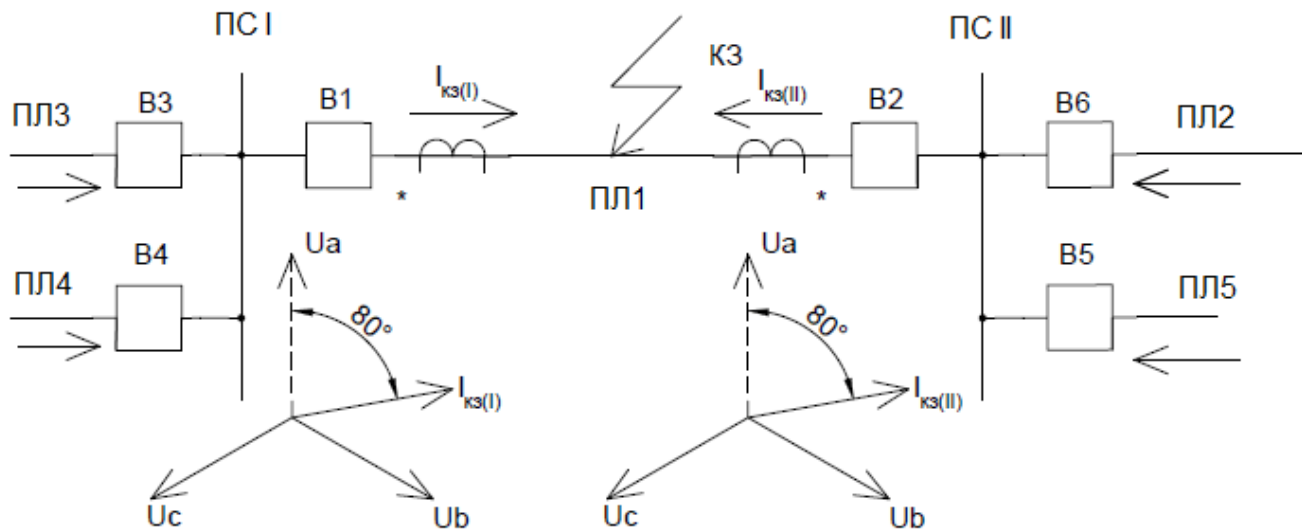 ПС I
ПС II
КЗ
Iкз(I)
Iкз(II)
ПЛ3
В3
В1
В2
В6
ПЛ2
*
ПЛ1
*
ПЛ4
В4
Ua
Ua
В5
ПЛ5
80°
80°
Iкз(I)
Iкз(II)
Uc
Ub
Uc
Ub